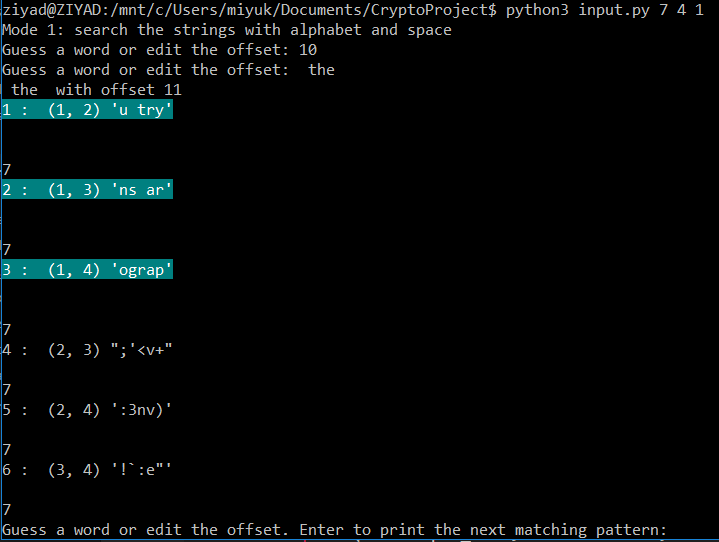 ziyad@ZIYAD:/mnt/c/Users/miyuk/Documents/CryptoProject$ python3 input.py 7 4 1
Mode 1: search the strings with alphabet and space
Guess a word or edit the offset: 10
Guess a word or edit the offset:  the
 the  with offset 11
1 :  (1, 2) 'u try'
7
2 :  (1, 3) 'ns ar'
7
3 :  (1, 4) 'ograp'
7
4 :  (2, 3) ";'<v+"
7
5 :  (2, 4) ':3nv)'
7
6 :  (3, 4) '!`:e"'
7
Guess a word or edit the offset. Enter to print the next matching pattern: